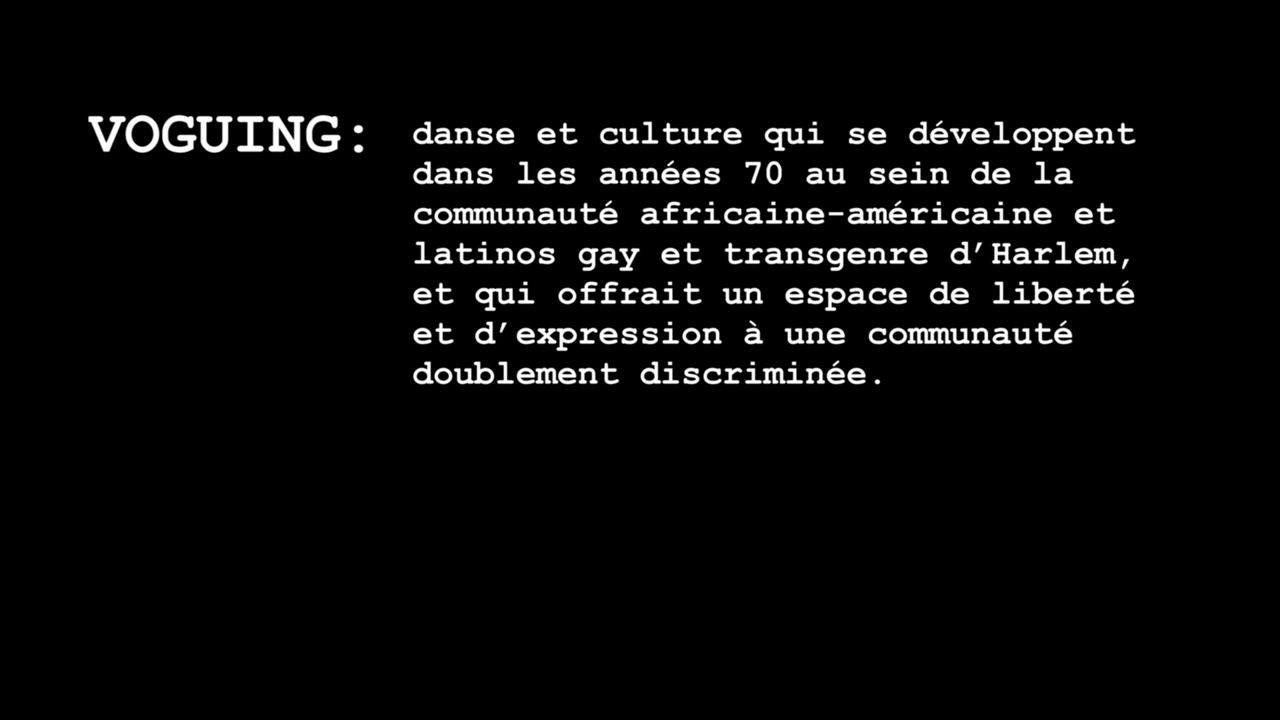 VOGUING: danse et culture qui se développent
dans les années 70 au sein de la
communauté africaine-américaine et
latinos gay et transgenre d’Harlem,
et qui offrait un espace de liberté
et d’expression à une communauté
doublement discriminée.